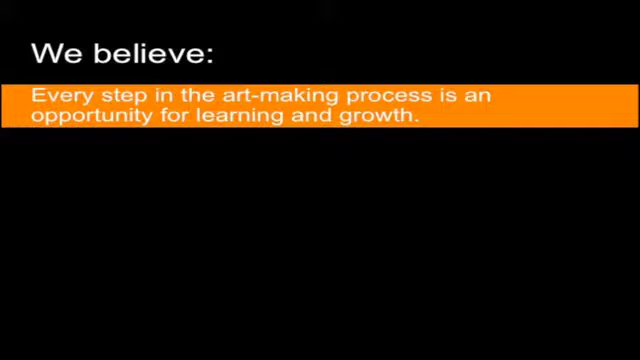 We believe:
Every step in the art-making process is an
opportunity for learning and growth.